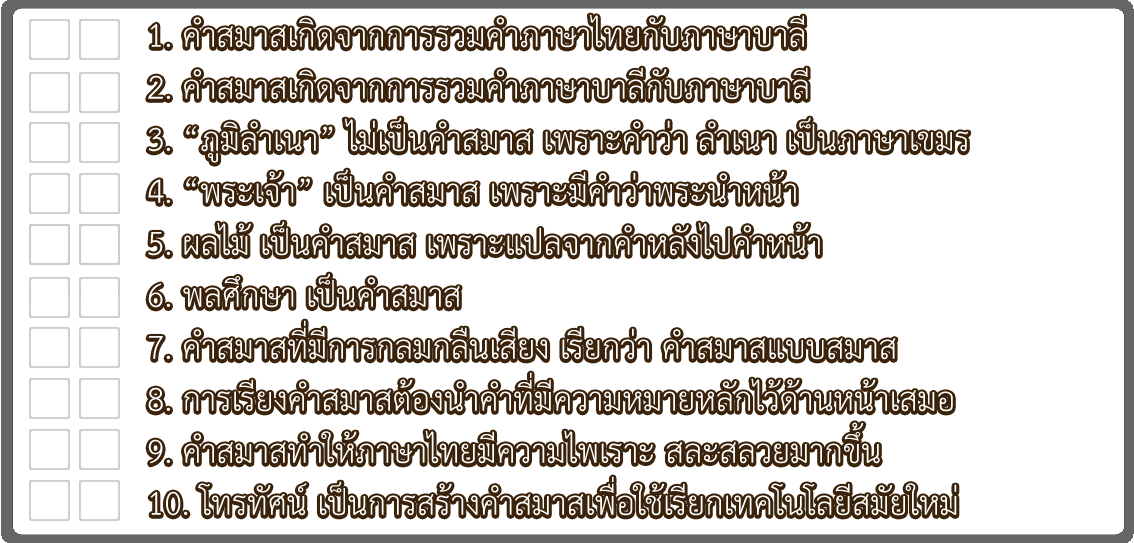 1. คำสมาสเกิดจากการรวมคำภาษาไทยกับภาษาบาลี
2. คำสมาสเกิดจากการรวมคำภาษาบาลีกับภาษาบาลี
3. “ภูมิลำเนา” ไม่เป็นคำสมาส เพราะคำว่า ลำเนา เป็นภาษาเขมร
4. “พระเจ้า” เป็นคำสมาส เพราะมีคำว่าพระนำหน้า
5. ผลไม้ เป็นคำสมาส เพราะแปลจากคำหลังไปคำหน้า
6. พลศึกษา เป็นคำสมาส
7. คำสมาสที่มีการกลมกลืนเสียง เรียกว่า คำสมาสแบบสมาส
8. การเรียงคำสมาสต้องนำคำที่มีความหมายหลักไว้ด้านหน้าเสมอ
9. คำสมาสทำให้ภาษาไทยมีความไพเราะ สละสลวยมากขึ้น
10. โทรทัศน์ เป็นการสร้างคำสมาสเพื่อใช้เรียกเทคโนโลยีสมัยใหม่